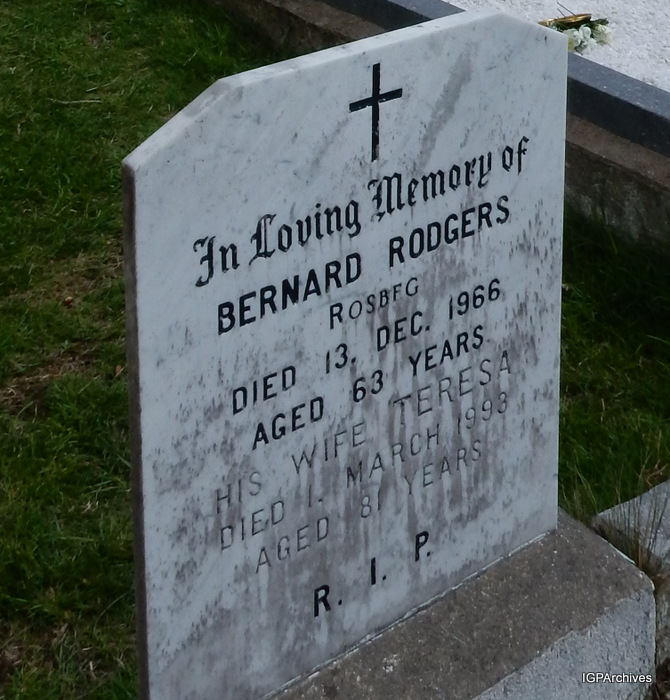 In Loving Memory of
BERNARD RODGERS
ROSBEG
DIED 13. DEC. 1966
AGED 63 YEARS
HIS WIFE TERESA
DIED 1. MARCH 1993
AGED 81 YEARS
R. I. P.
IGPArchives